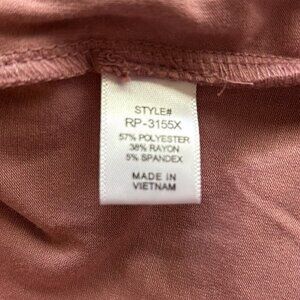 STYLE#
RP-3155X
57% POLYESTER
38% RAYON
5% SPANDEX
MADE IN
VIETNAM